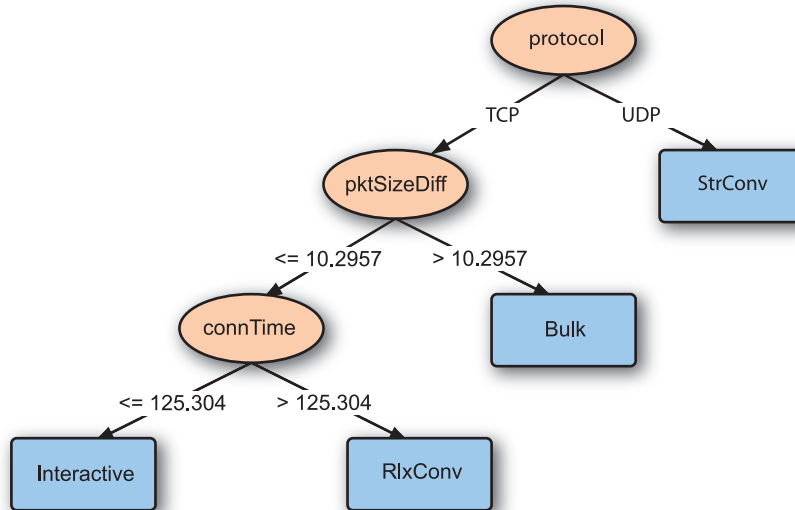 protocol
TCP
UDP
pktSizeDiff
StrConv
<= 10.2957
> 10.2957
connTime
Bulk
<= 125.304
> 125.304
Interactive
RlxConv